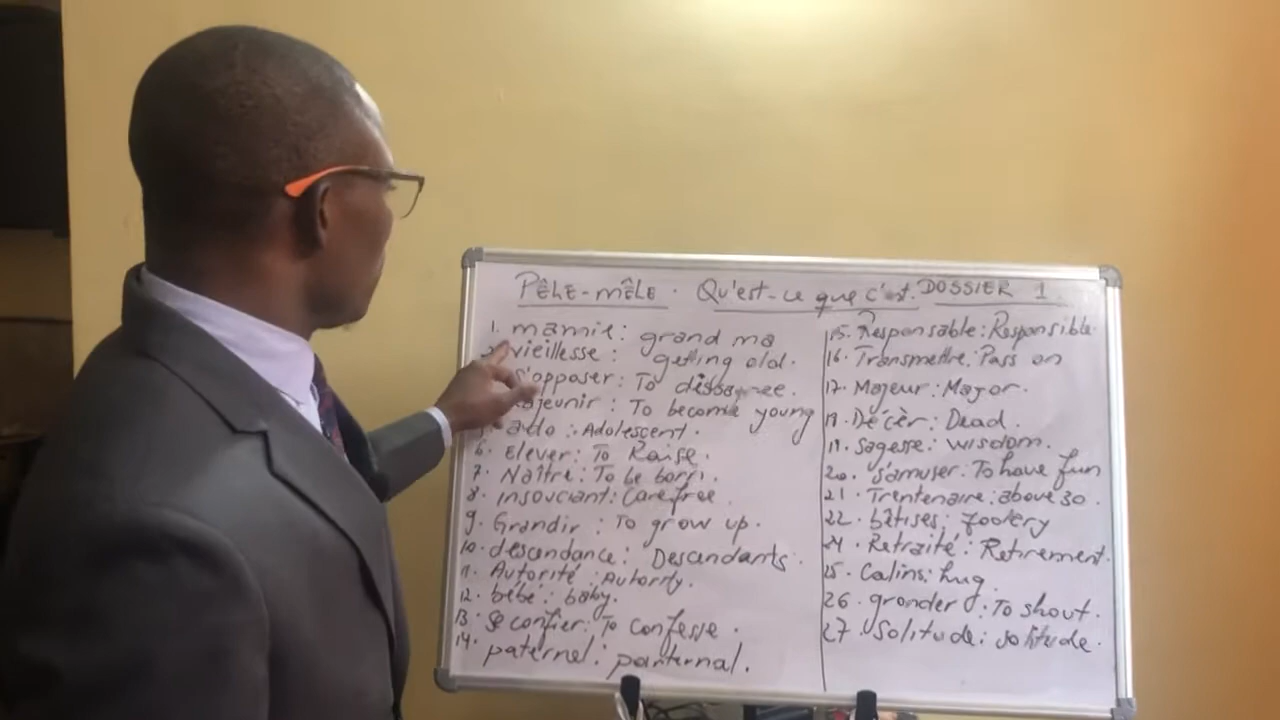 PÊLE-MÊLE. Qu'est-ce que c'est. DOSSIER 1
1. mamie: grand ma
2. vieillesse: getting old.
s'opposer: To dissagree.
Rajeunir: To become young
5. ado: Adolescent.
6. Elever: To Raise.
7. Naître: To be born.
8. insouciant: Carefree
9. Grandir: To grow up.
10. descendance: Descendants.
11. Autorité: Autority.
12. bébé: baby.
13. se confier: To confesse.
14. paternel: parternal.
15. Responsable: Responsible.
16. Transmettre: Pass on
17. Majeur: Major.
18. Décèr: Dead.
19. Sagesse: wisdom.
20. s'amuser: To have fun
21. Trentenaire: above 30.
22. bêtises: foolery
24. Retraité: Retirement.
25. Calins: hug.
26. gronder: To shout.
27. Solitude: solitude.